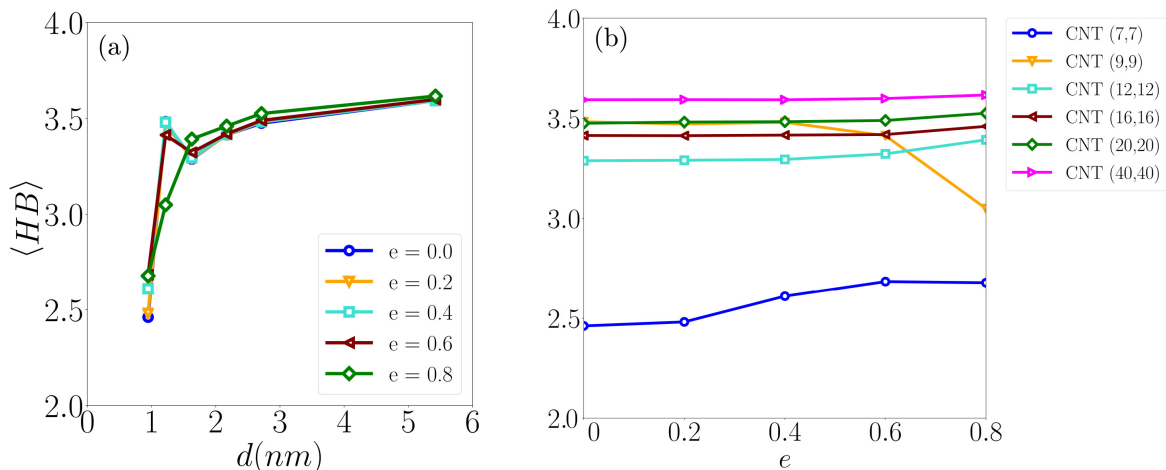 (a)
⟨HB⟩
4.0
3.5
3.0
2.5
2.0
0 1 2 3 4 5 6
d(nm)
e = 0.0
e = 0.2
e = 0.4
e = 0.6
e = 0.8
(b)
4.0
3.5
3.0
2.5
2.0
0 0.2 0.4 0.6 0.8
e
CNT (7,7)
CNT (9,9)
CNT (12,12)
CNT (16,16)
CNT (20,20)
CNT (40,40)